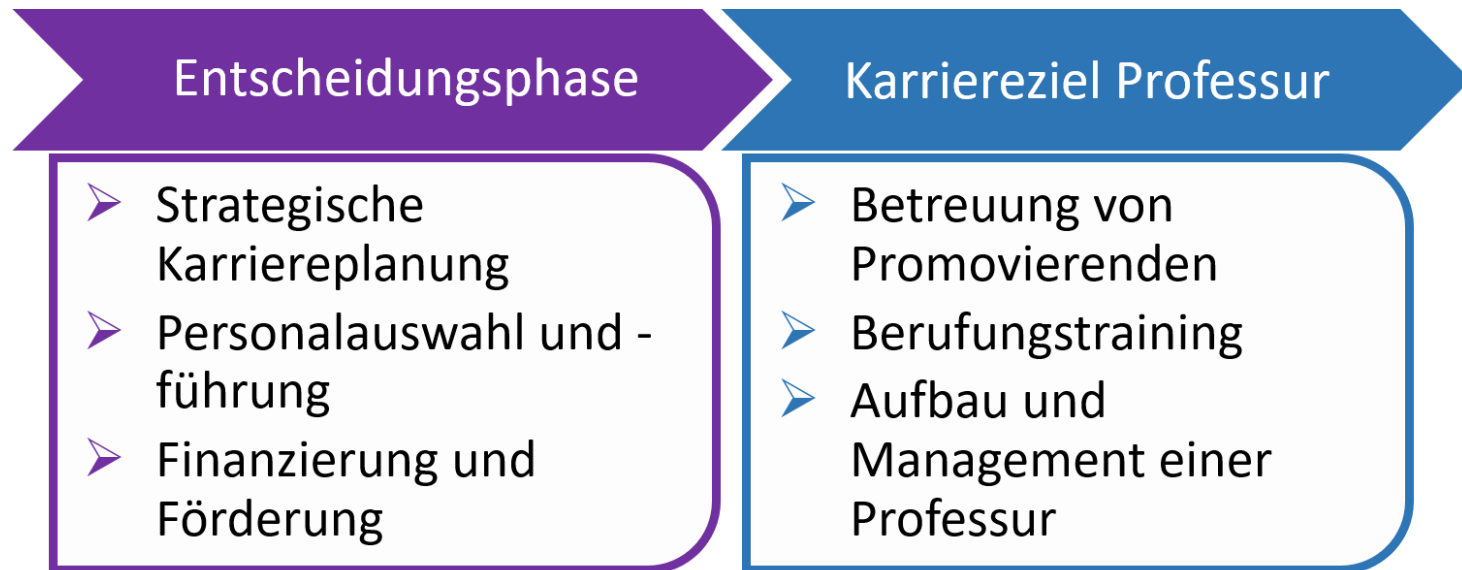 Entscheidungsphase
Strategische
Karriereplanung
Personalauswahl und -
führung
Finanzierung und
Förderung
Karriereziel Professur
Betreuung von
Promovierenden
Berufungstraining
Aufbau und
Management einer
Professur